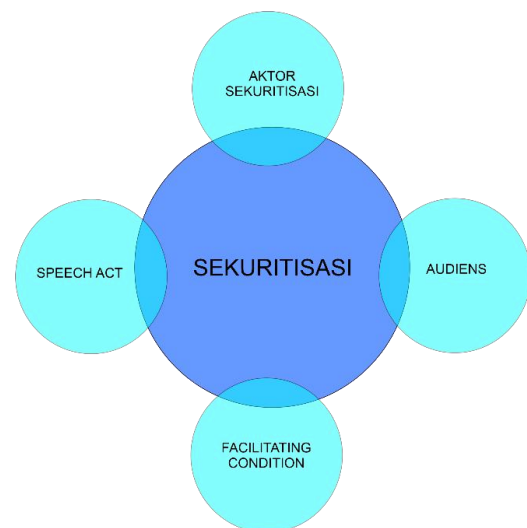 AKTOR
SEKURITISASI
SPEECH ACT
SEKURITISASI
AUDIENS
FACILITATING
CONDITION